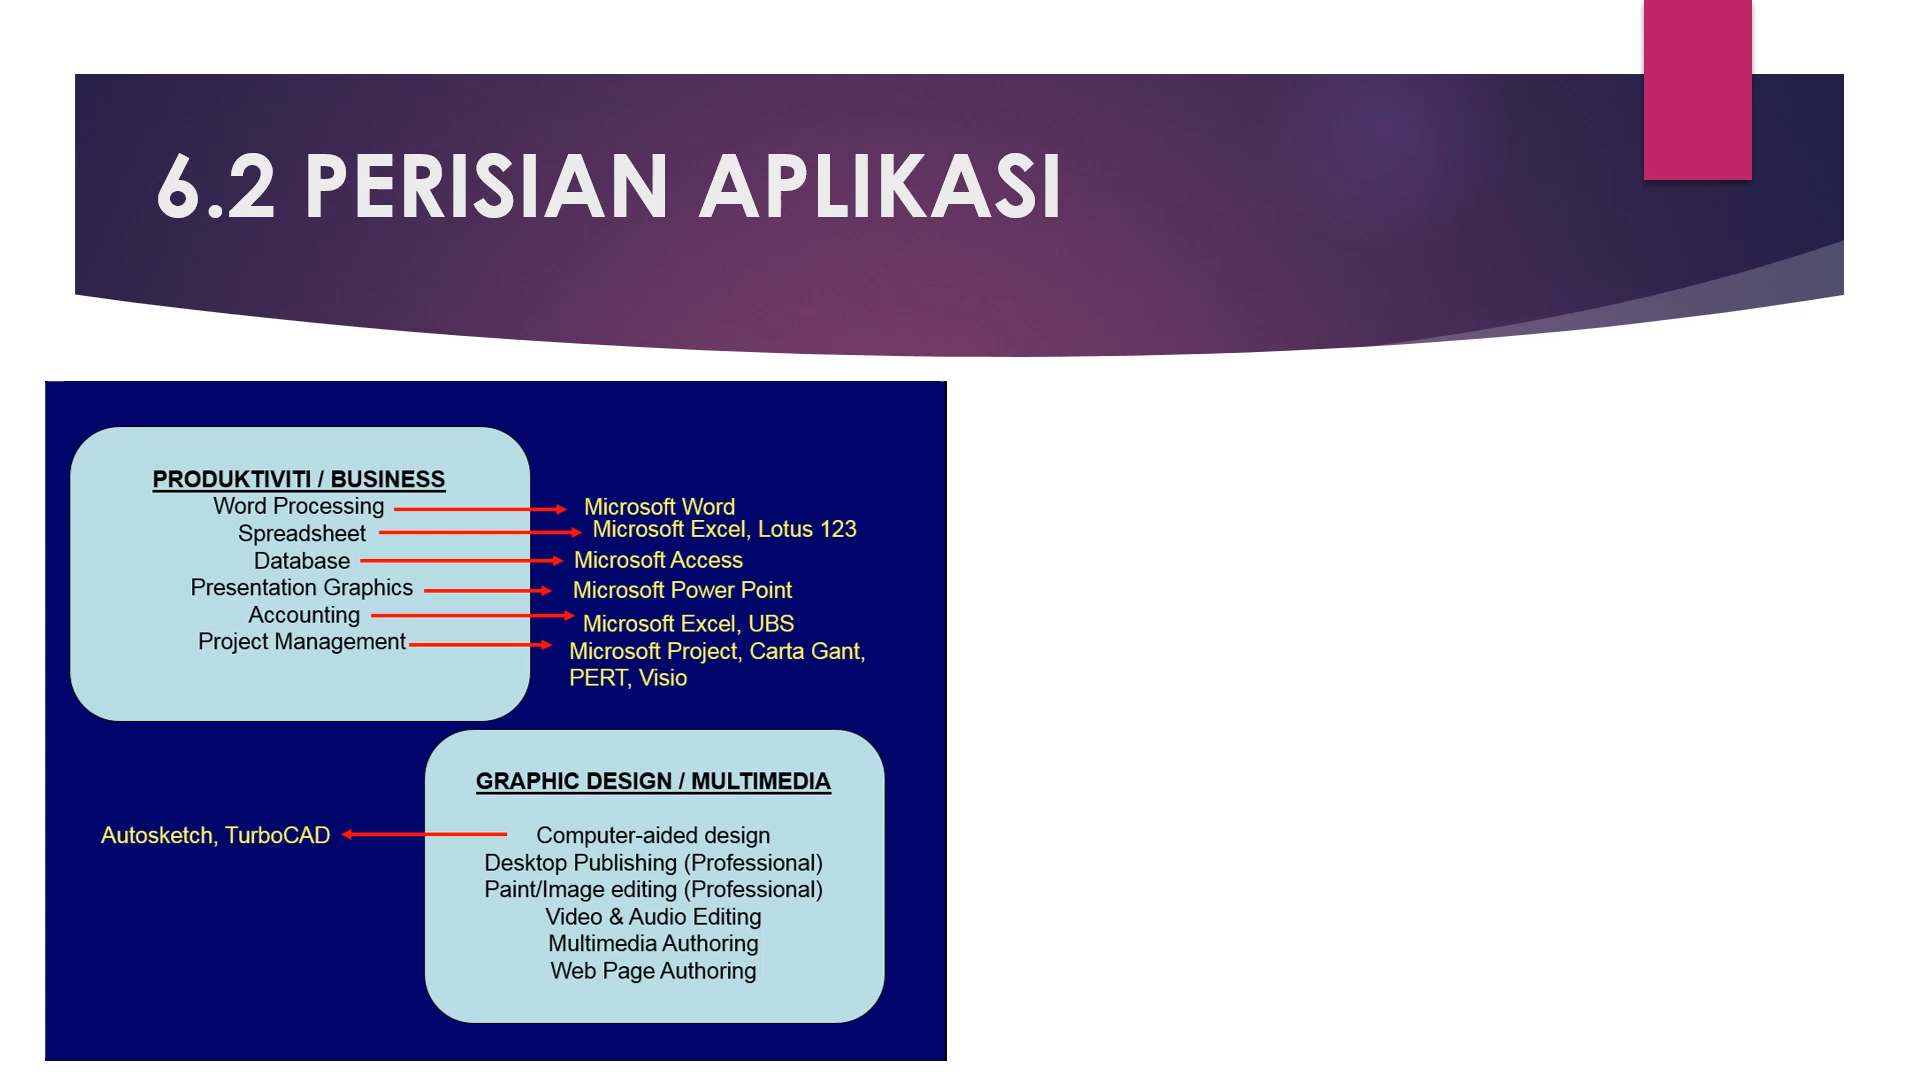 6.2 PERISIAN APLIKASI
PRODUKTIVITI / BUSINESS
Word Processing
Spreadsheet
Database
Presentation Graphics
Accounting
Project Management
Microsoft Word
Microsoft Excel, Lotus 123
Microsoft Access
Microsoft Power Point
Microsoft Excel, UBS
Microsoft Project, Carta Gant,
PERT, Visio
GRAPHIC DESIGN / MULTIMEDIA
Computer-aided design
Desktop Publishing (Professional)
Paint/Image editing (Professional)
Video & Audio Editing
Multimedia Authoring
Web Page Authoring
Autosketch, TurboCAD